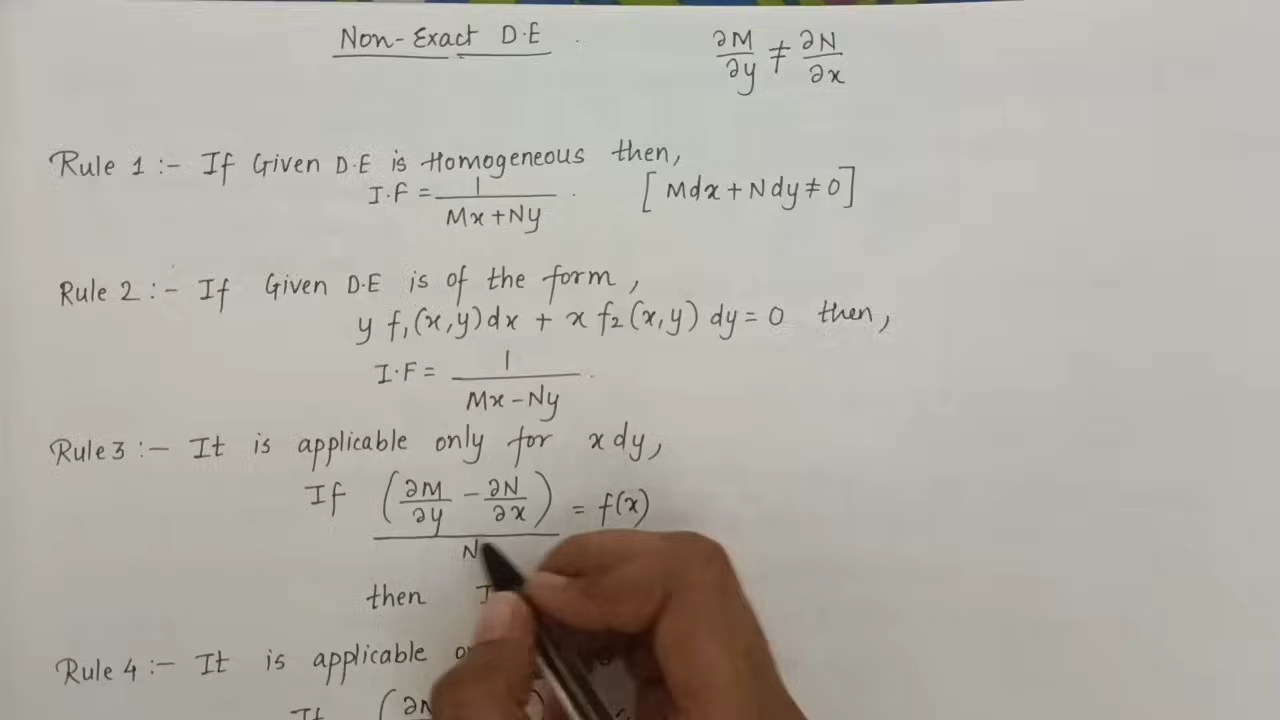 Non-Exact D.E. ∂M/∂y ≠ ∂N/∂x
Rule 1 :- If Given D.E is Homogeneous then,
I.F = 1/(Mx+Ny) . [Mdx+Ndy≠0]
Rule 2 :- If Given D.E is of the form,
y f₁(x,y)dx + x f₂(x,y) dy = 0 then,
I.F = 1/(Mx-Ny) .
Rule 3 :- It is applicable only for x dy,
If (∂M/∂y - ∂N/∂x)/N = f(x)
then
Rule 4 :- It is applicable
If